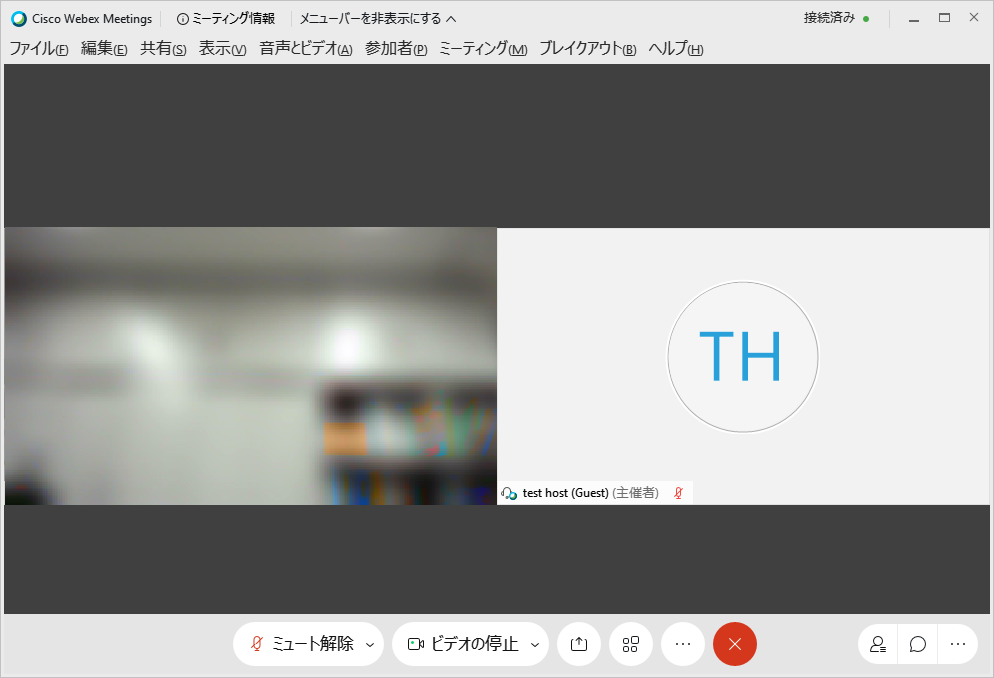 Cisco Webex Meetings ミーティング情報 メニューバーを非表示にする 接続済み
ファイル(F) 編集(E) 共有(S) 表示(V) 音声とビデオ(A) 参加者(P) ミーティング(M) ブレイクアウト(B) ヘルプ(H)
TH
test host (Guest) (主催者)
ミュート解除 ビデオの停止